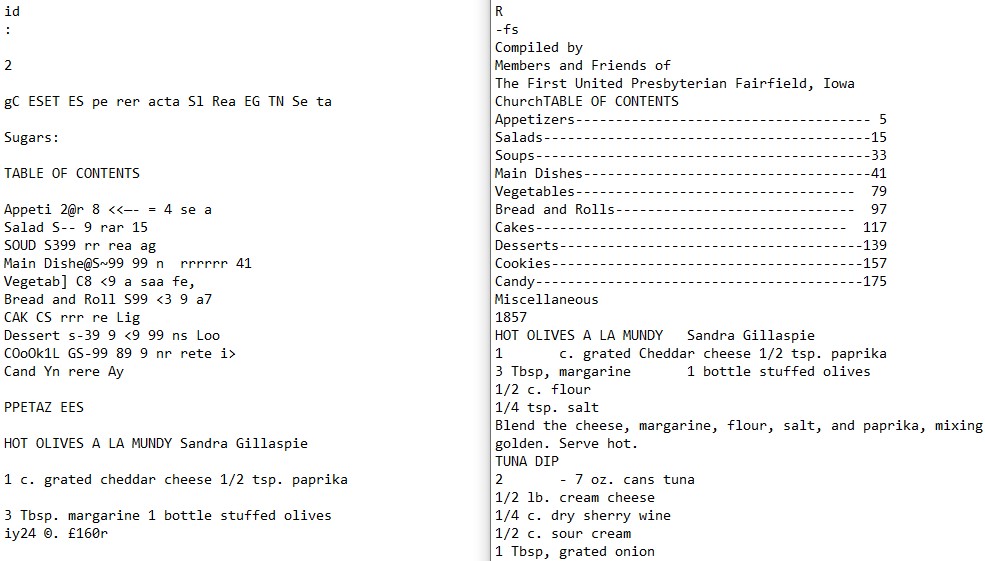 id
:
2
gC ESET ES pe rer acta Sl Rea EG TN Se ta
Sugars:
TABLE OF CONTENTS
Appeti 2@r 8 <<—- = 4 se a
Salad S-- 9 rar 15
SOUD S399 rr rea ag
Main Dishe@S~99 99 n  rrrrrr 41
Vegetab] C8 <9 a saa fe,
Bread and Roll S99 <3 9 a7
CAK CS rrr re Lig
Dessert s-39 9 <9 99 ns Loo
COoOk1L GS-99 89 9 nr rete i>
Cand Yn rere Ay
PPETAZ EES
HOT OLIVES A LA MUNDY Sandra Gillaspie
1 c. grated cheddar cheese 1/2 tsp. paprika
3 Tbsp. margarine 1 bottle stuffed olives
iy24 ©. £160r
R
-fs
Compiled by
Members and Friends of
The First United Presbyterian Fairfield, Iowa
ChurchTABLE OF CONTENTS
Appetizers------------------------------------- 5
Salads-----------------------------------------15
Soups------------------------------------------33
Main Dishes------------------------------------41
Vegetables-----------------------------------  79
Bread and Rolls------------------------------  97
Cakes---------------------------------------  117
Desserts---------------------------------------139
Cookies----------------------------------------157
Candy------------------------------------------175
Miscellaneous
1857
HOT OLIVES A LA MUNDY   Sandra Gillaspie
1       c. grated Cheddar cheese 1/2 tsp. paprika
3 Tbsp, margarine       1 bottle stuffed olives
1/2 c. flour
1/4 tsp. salt
Blend the cheese, margarine, flour, salt, and paprika, mixing
golden. Serve hot.
TUNA DIP
2       - 7 oz. cans tuna
1/2 lb. cream cheese
1/4 c. dry sherry wine
1/2 c. sour cream
1 Tbsp, grated onion